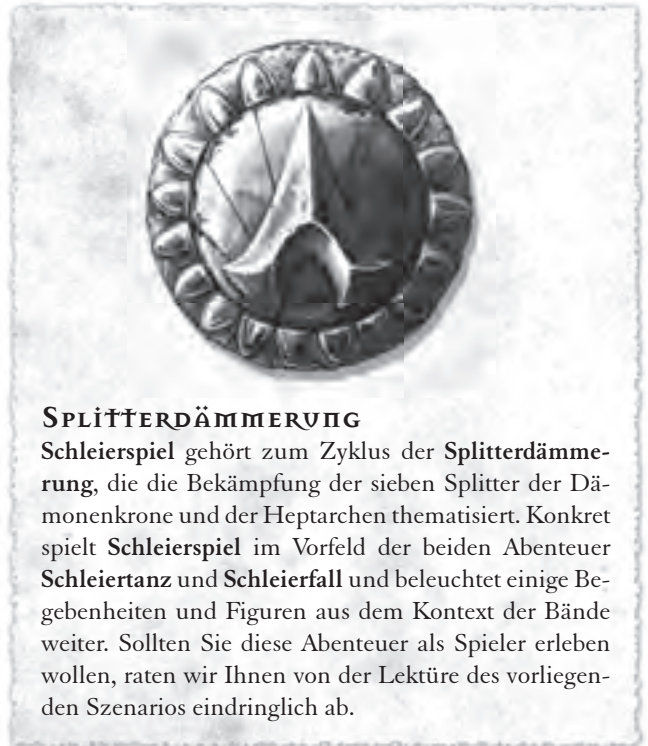 Splitterdämmerung
Schleierspiel gehört zum Zyklus der Splitterdämme-
rung, die die Bekämpfung der sieben Splitter der Dä-
monenkrone und der Heptarchen thematisiert. Konkret
spielt Schleierspiel im Vorfeld der beiden Abenteuer
Schleiertanz und Schleierfall und beleuchtet einige Be-
gebenheiten und Figuren aus dem Kontext der Bände
weiter. Sollten Sie diese Abenteuer als Spieler erleben
wollen, raten wir Ihnen von der Lektüre des vorliegen-
den Szenarios eindringlich ab.